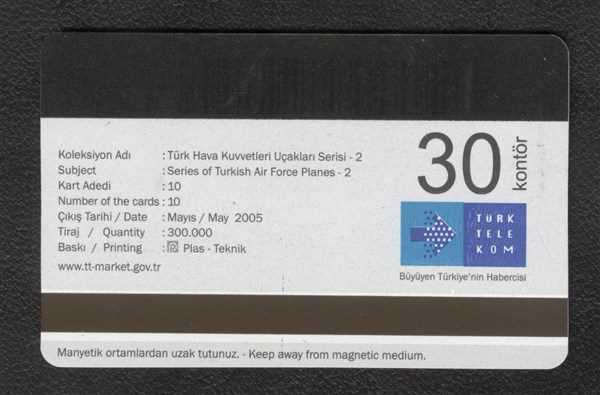 Koleksiyon Adı : Türk Hava Kuvvetleri Uçakları Serisi - 2
Subject : Series of Turkish Air Force Planes - 2
Kart Adedi : 10
Number of the cards : 10
Çıkış Tarihi / Date : Mayıs / May 2005
Tiraj / Quantity : 300.000
Baskı / Printing : Plas - Teknik
www.tt-market.gov.tr
30 kontör
TÜRK
TELE
KOM
Büyüyen Türkiye'nin Habercisi
Manyetik ortamlardan uzak tutunuz. - Keep away from magnetic medium.